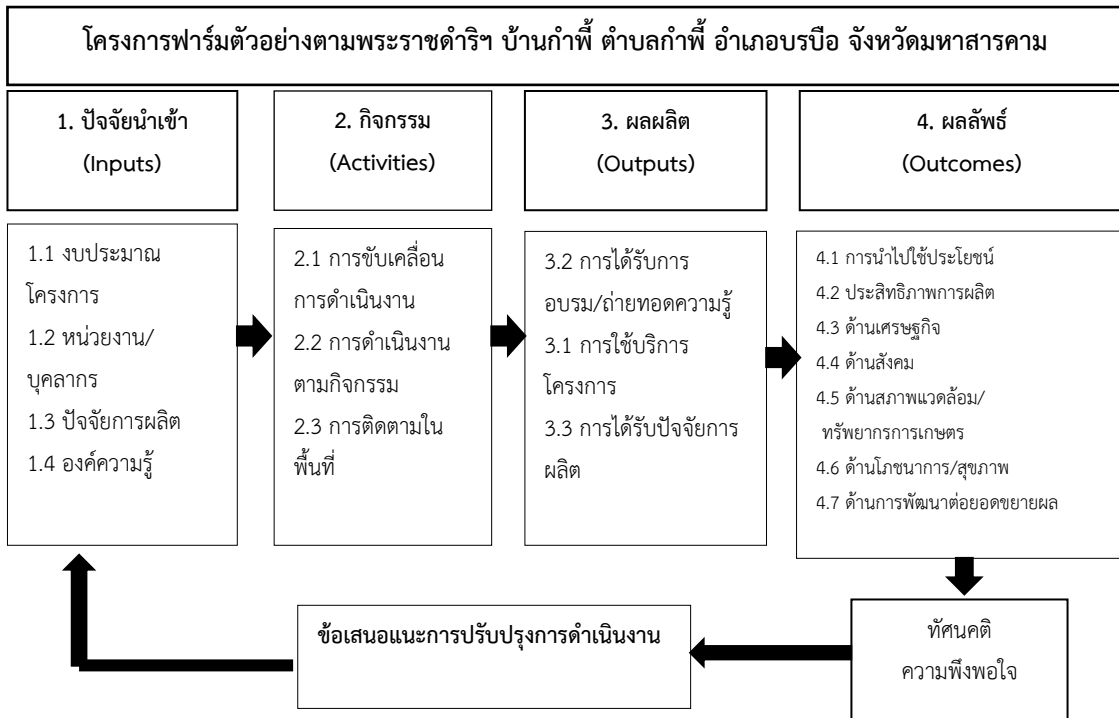 โครงการฟาร์มตัวอย่างตามพระราชดำริฯ บ้านกำพี้ ตำบลกำพี้ อำเภอบรบือ จังหวัดมหาสารคาม
1. ปัจจัยนำเข้า
(Inputs)
2. กิจกรรม
(Activities)
3. ผลผลิต
(Outputs)
4. ผลลัพธ์
(Outcomes)
1.1 งบประมาณ
โครงการ
1.2 หน่วยงาน/
บุคลากร
1.3 ปัจจัยการผลิต
1.4 องค์ความรู้
2.1 การขับเคลื่อน
การดำเนินงาน
2.2 การดำเนินงาน
ตามกิจกรรม
2.3 การติดตามใน
พื้นที่
3.2 การได้รับการ
อบรม/ถ่ายทอดความรู้
3.1 การใช้บริการ
โครงการ
3.3 การได้รับปัจจัยการ
ผลิต
4.1 การนำไปใช้ประโยชน์
4.2 ประสิทธิภาพการผลิต
4.3 ด้านเศรษฐกิจ
4.4 ด้านสังคม
4.5 ด้านสภาพแวดล้อม/
ทรัพยากรการเกษตร
4.6 ด้านโภชนาการ/สุขภาพ
4.7 ด้านการพัฒนาต่อยอดขยายผล
ทัศนคติ
ความพึงพอใจ
ข้อเสนอแนะการปรับปรุงการดำเนินงาน